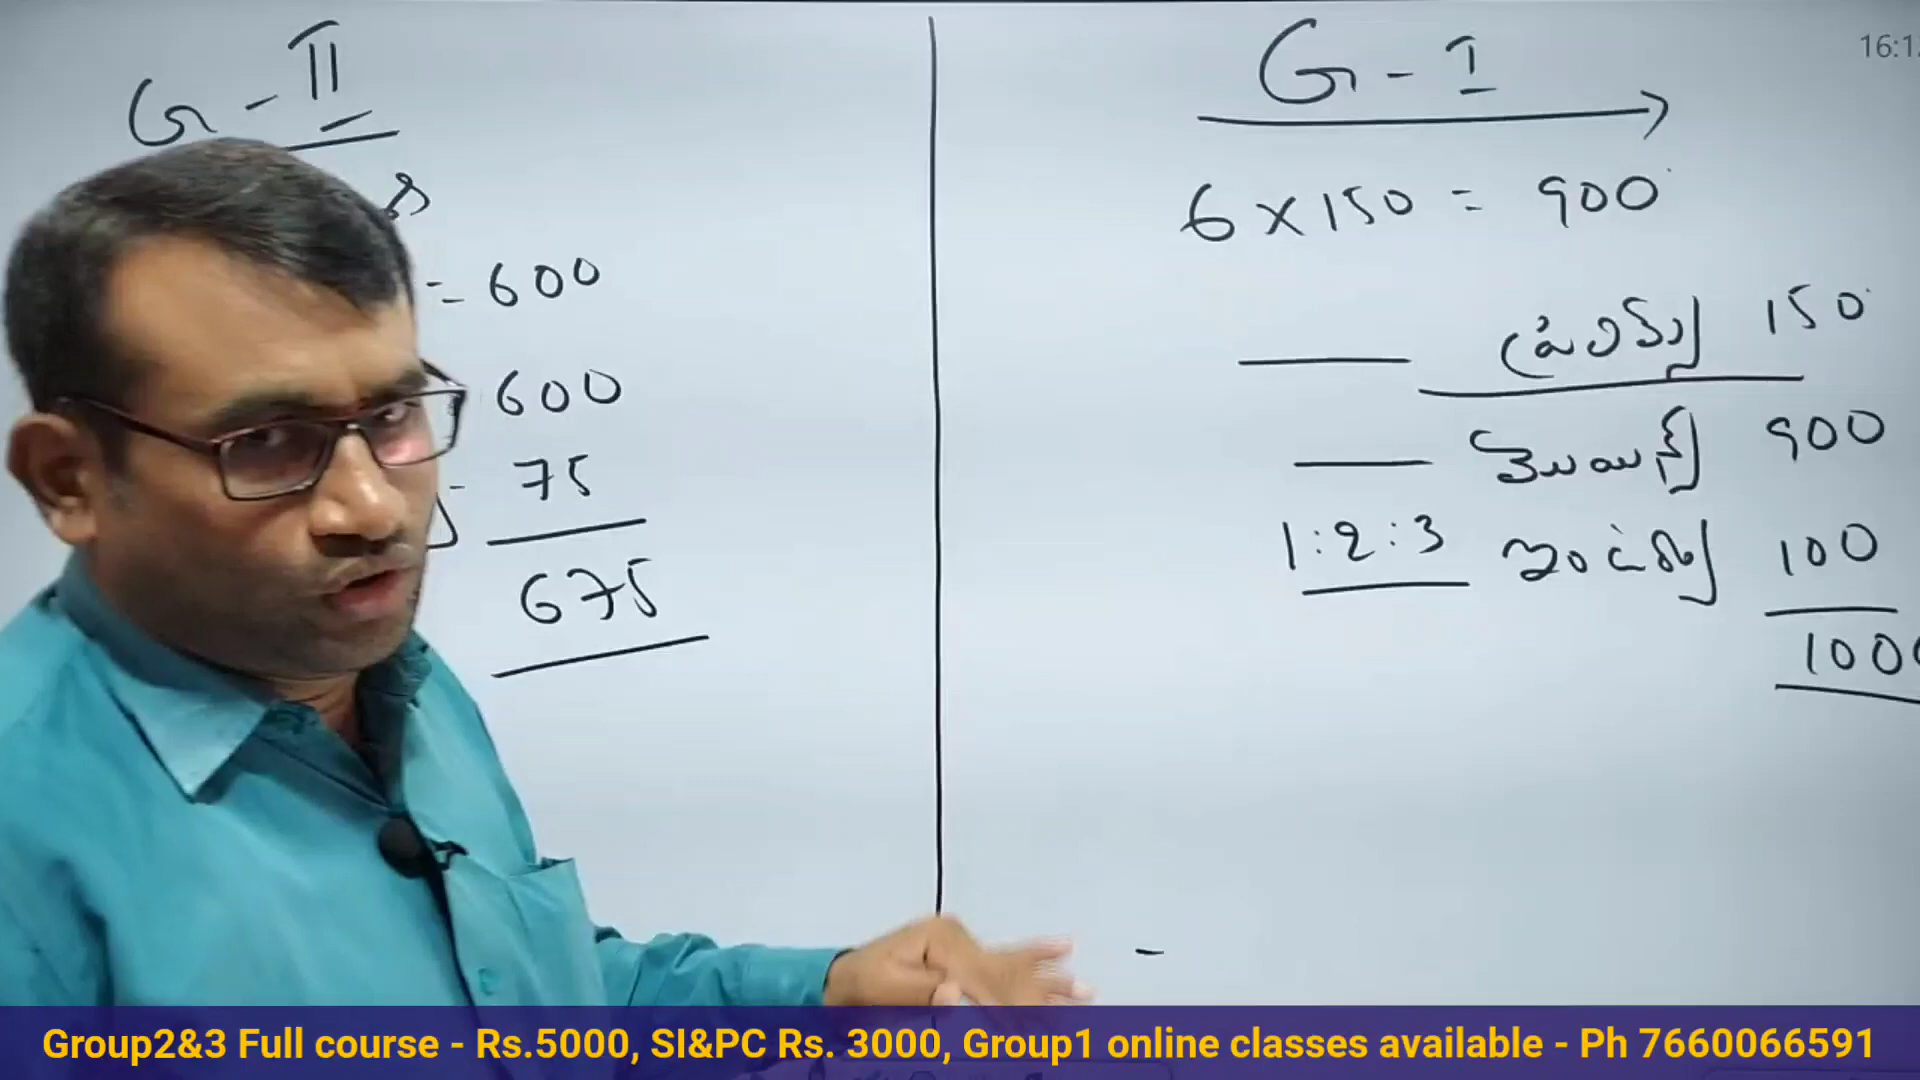 G - II
= 600
600
- 75
675
G - I
6 x 150 = 900
ప్రిలిమ్స్ 150
మెయిన్స్ 900
1:2:3 ఇంటర్వ్యూ 100
1000
16:1
Group2&3 Full course - Rs.5000, SI&PC Rs. 3000, Group1 online classes available - Ph 7660066591